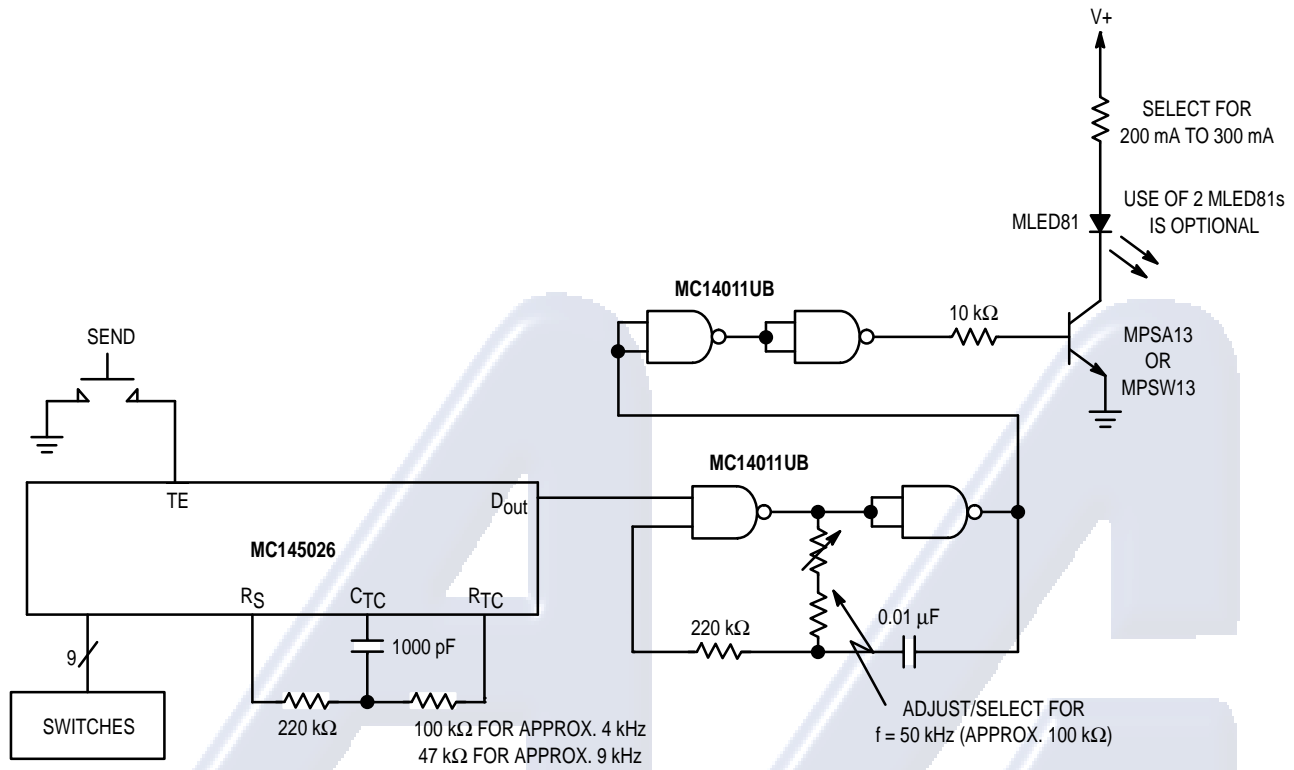 V+
SELECT FOR
200 mA TO 300 mA
USE OF 2 MLED81s
IS OPTIONAL
MLED81
MC14011UB
10 kΩ
MPSA13
OR
MPSW13
SEND
MC14011UB
TE
Dout
MC145026
RS
CTC
RTC
220 kΩ
0.01 μF
1000 pF
9
SWITCHES
220 kΩ
100 kΩ FOR APPROX. 4 kHz
47 kΩ FOR APPROX. 9 kHz
ADJUST/SELECT FOR
f = 50 kHz (APPROX. 100 kΩ)